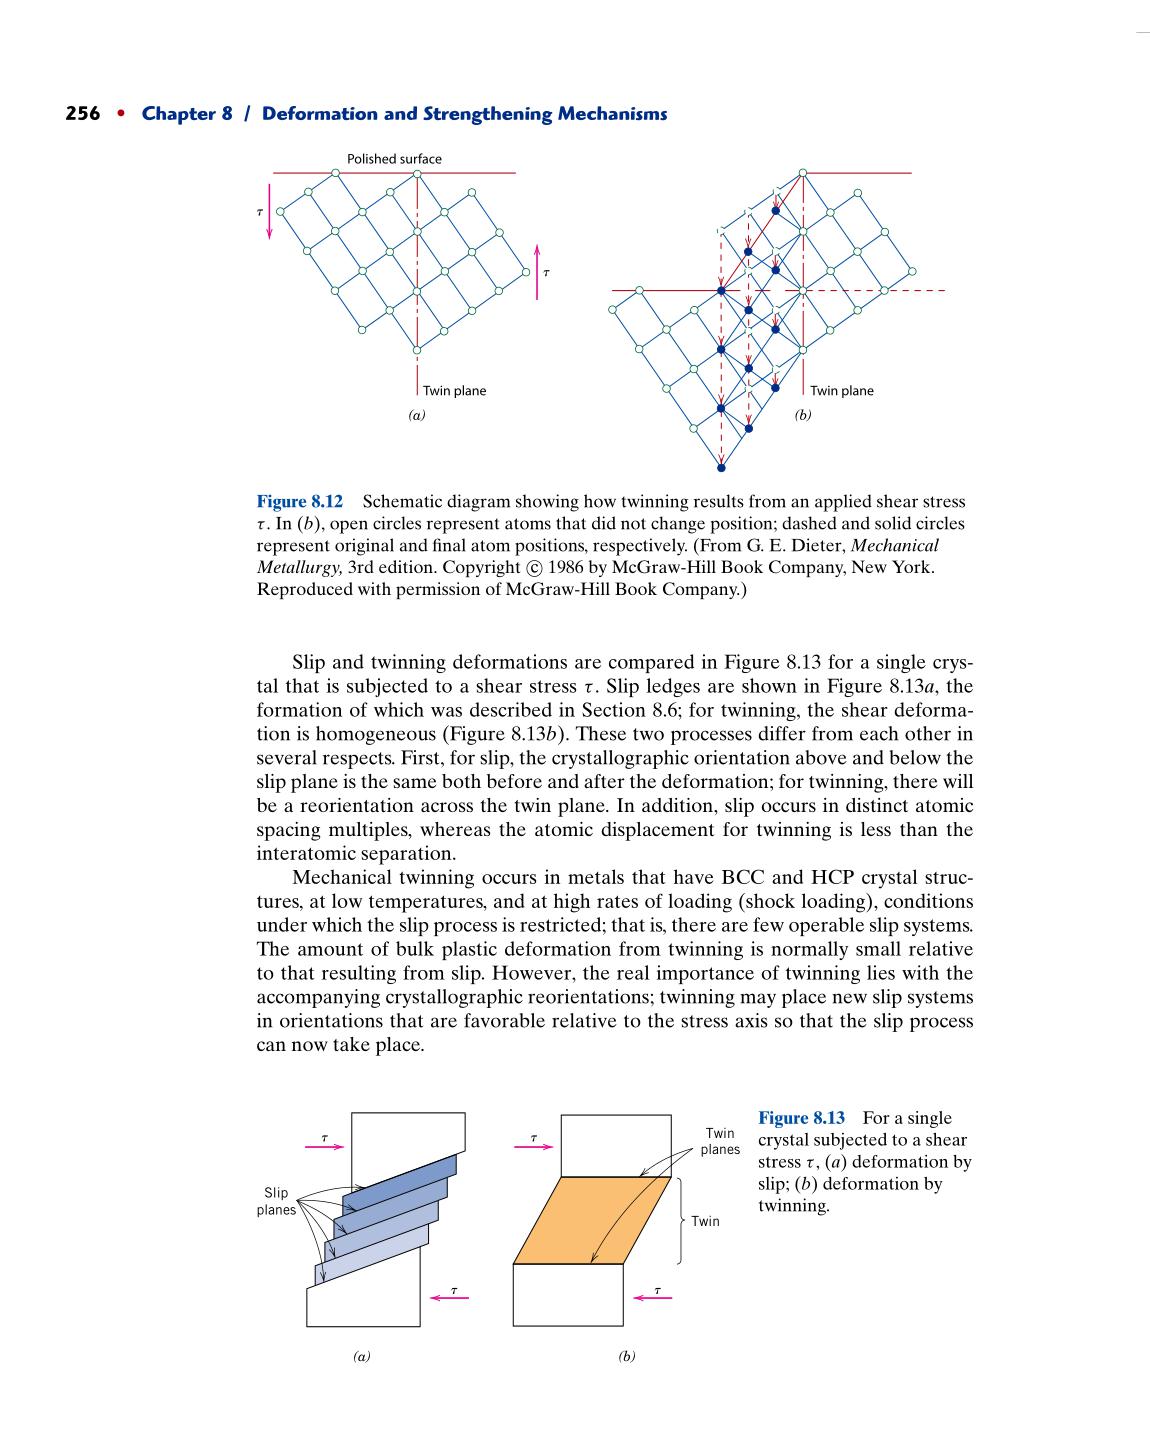 256 • Chapter 8 / Deformation and Strengthening Mechanisms
Polished surface
τ
τ
Twin plane
(a)
Twin plane
(b)
Figure 8.12 Schematic diagram showing how twinning results from an applied shear stress
τ. In (b), open circles represent atoms that did not change position; dashed and solid circles
represent original and final atom positions, respectively. (From G. E. Dieter, Mechanical
Metallurgy, 3rd edition. Copyright © 1986 by McGraw-Hill Book Company, New York.
Reproduced with permission of McGraw-Hill Book Company.)
Slip and twinning deformations are compared in Figure 8.13 for a single crys-
tal that is subjected to a shear stress τ. Slip ledges are shown in Figure 8.13a, the
formation of which was described in Section 8.6; for twinning, the shear deforma-
tion is homogeneous (Figure 8.13b). These two processes differ from each other in
several respects. First, for slip, the crystallographic orientation above and below the
slip plane is the same both before and after the deformation; for twinning, there will
be a reorientation across the twin plane. In addition, slip occurs in distinct atomic
spacing multiples, whereas the atomic displacement for twinning is less than the
interatomic separation.
Mechanical twinning occurs in metals that have BCC and HCP crystal struc-
tures, at low temperatures, and at high rates of loading (shock loading), conditions
under which the slip process is restricted; that is, there are few operable slip systems.
The amount of bulk plastic deformation from twinning is normally small relative
to that resulting from slip. However, the real importance of twinning lies with the
accompanying crystallographic reorientations; twinning may place new slip systems
in orientations that are favorable relative to the stress axis so that the slip process
can now take place.
τ
Slip
planes
τ
(a)
τ
Twin
planes
Twin
τ
(b)
Figure 8.13 For a single
crystal subjected to a shear
stress τ, (a) deformation by
slip; (b) deformation by
twinning.